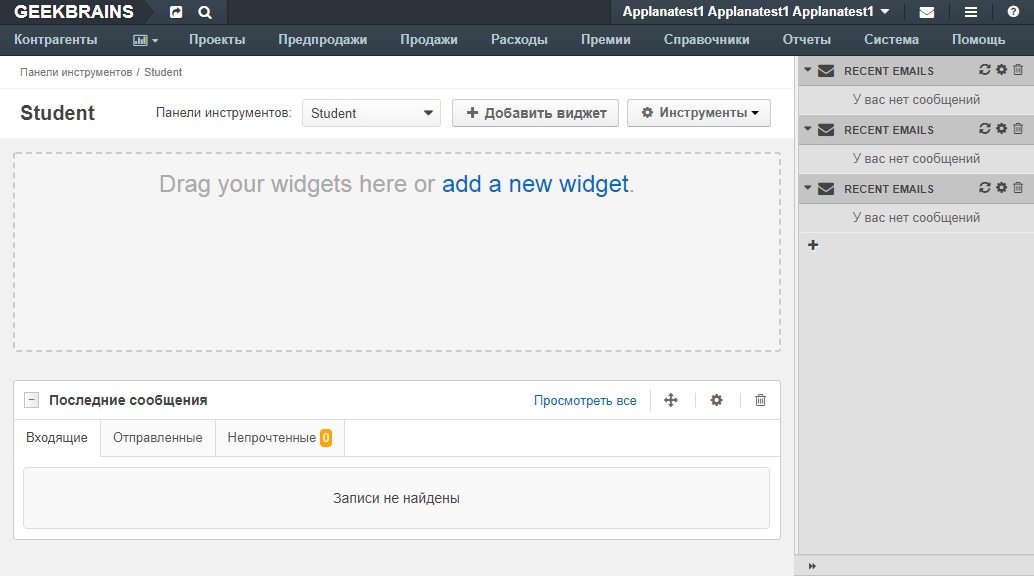 GEEKBRAINS Applanatest1 Applanatest1 Applanatest1
Контрагенты Проекты Предпродажи Продажи Расходы Премии Справочники Отчеты Система Помощь
Панели инструментов / Student
Student Панели инструментов: Student + Добавить виджет Инструменты
Drag your widgets here or add a new widget.
Последние сообщения Просмотреть все
Входящие Отправленные Непрочтенные 0
Записи не найдены
RECENT EMAILS
У вас нет сообщений
RECENT EMAILS
У вас нет сообщений
RECENT EMAILS
У вас нет сообщений